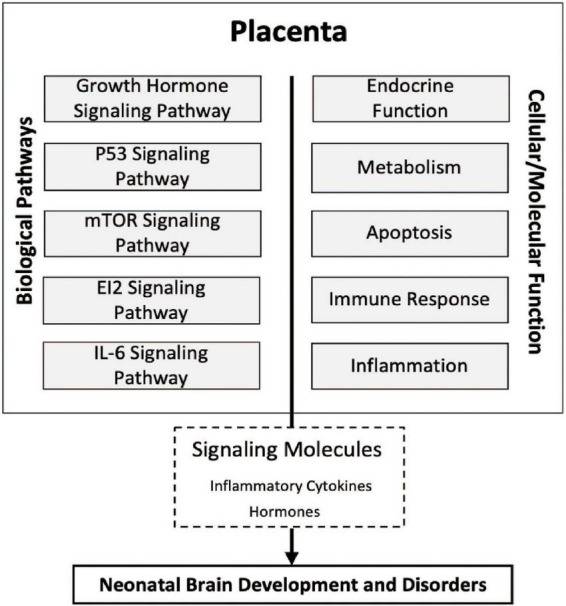 Placenta
Biological Pathways
Growth Hormone
Signaling Pathway
P53 Signaling
Pathway
mTOR Signaling
Pathway
EI2 Signaling
Pathway
IL-6 Signaling
Pathway
Endocrine
Function
Metabolism
Apoptosis
Immune Response
Inflammation
Cellular/Molecular Function
Signaling Molecules
Inflammatory Cytokines
Hormones
Neonatal Brain Development and Disorders